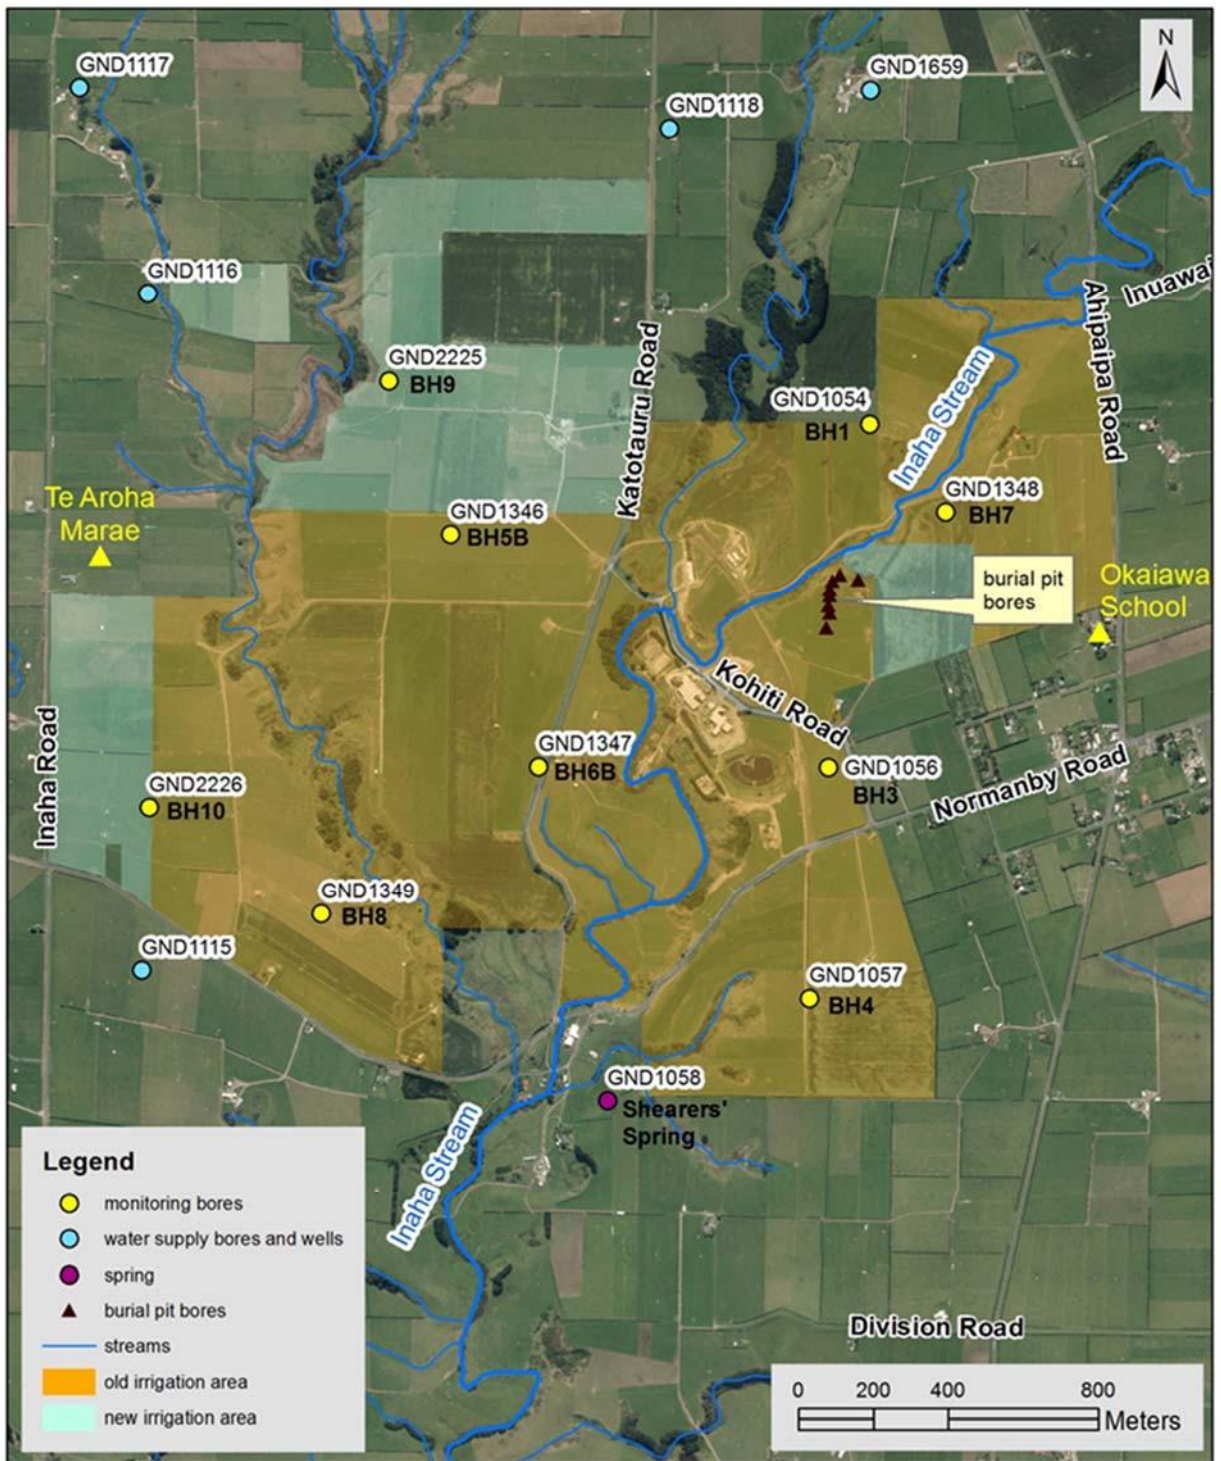 GND1117
GND1659
N
GND1118
GND1116
Inuawai
Ahipaipa Road
GND2225
BH9
Katotauru Road
GND1054
BH1
Inaha Stream
Te Aroha
Marae
GND1346
BH5B
GND1348
BH7
burial pit
bores
Okaiawa
School
Kohiti Road
Inaha Road
GND1347
BH6B
GND1056
BH3
Normanby Road
GND2226
BH10
GND1349
BH8
GND1115
GND1057
BH4
GND1058
Shearers'
Spring
Inaha Stream
Division Road
Legend
monitoring bores
water supply bores and wells
spring
burial pit bores
streams
old irrigation area
new irrigation area
0 200 400 800
Meters